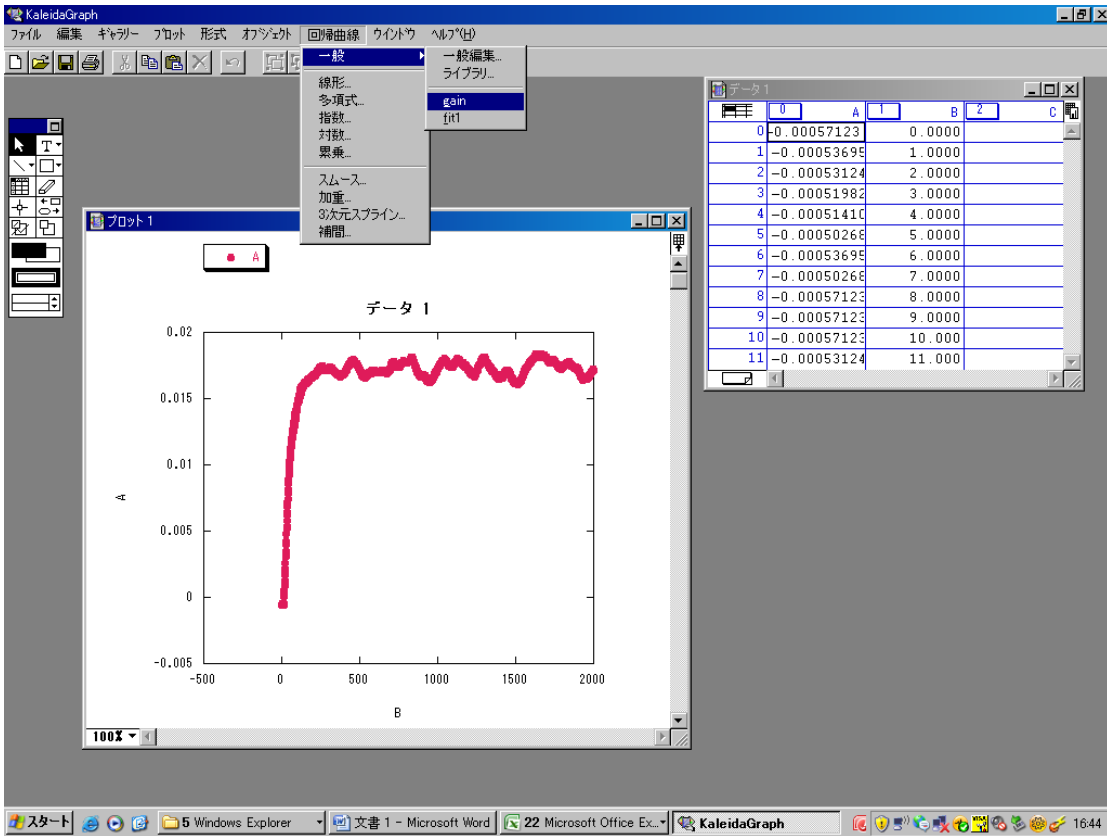 KaleidaGraph
ファイル 編集 ギャラリー プロット 形式 オブジェクト 回帰曲線 ウインドウ ヘルプ(H)
一般
線形...
多項式...
指数...
対数...
累乗...
スムース...
加重...
3次元スプライン...
補間...
一般編集...
ライブラリ...
gain
fit1
T
データ 1
0 A 1 B 2 C
0 -0.00057123 0.0000
1 -0.00053695 1.0000
2 -0.00053124 2.0000
3 -0.00051982 3.0000
4 -0.00051410 4.0000
5 -0.00050268 5.0000
6 -0.00053695 6.0000
7 -0.00050268 7.0000
8 -0.00057123 8.0000
9 -0.00057123 9.0000
10 -0.00057123 10.000
11 -0.00053124 11.000
プロット 1
A
データ 1
0.02
0.015
0.01
0.005
0
-0.005
A
-500 0 500 1000 1500 2000
B
100%
スタート 5 Windows Explorer 文書 1 - Microsoft Word 22 Microsoft Office Ex... KaleidaGraph 16:44